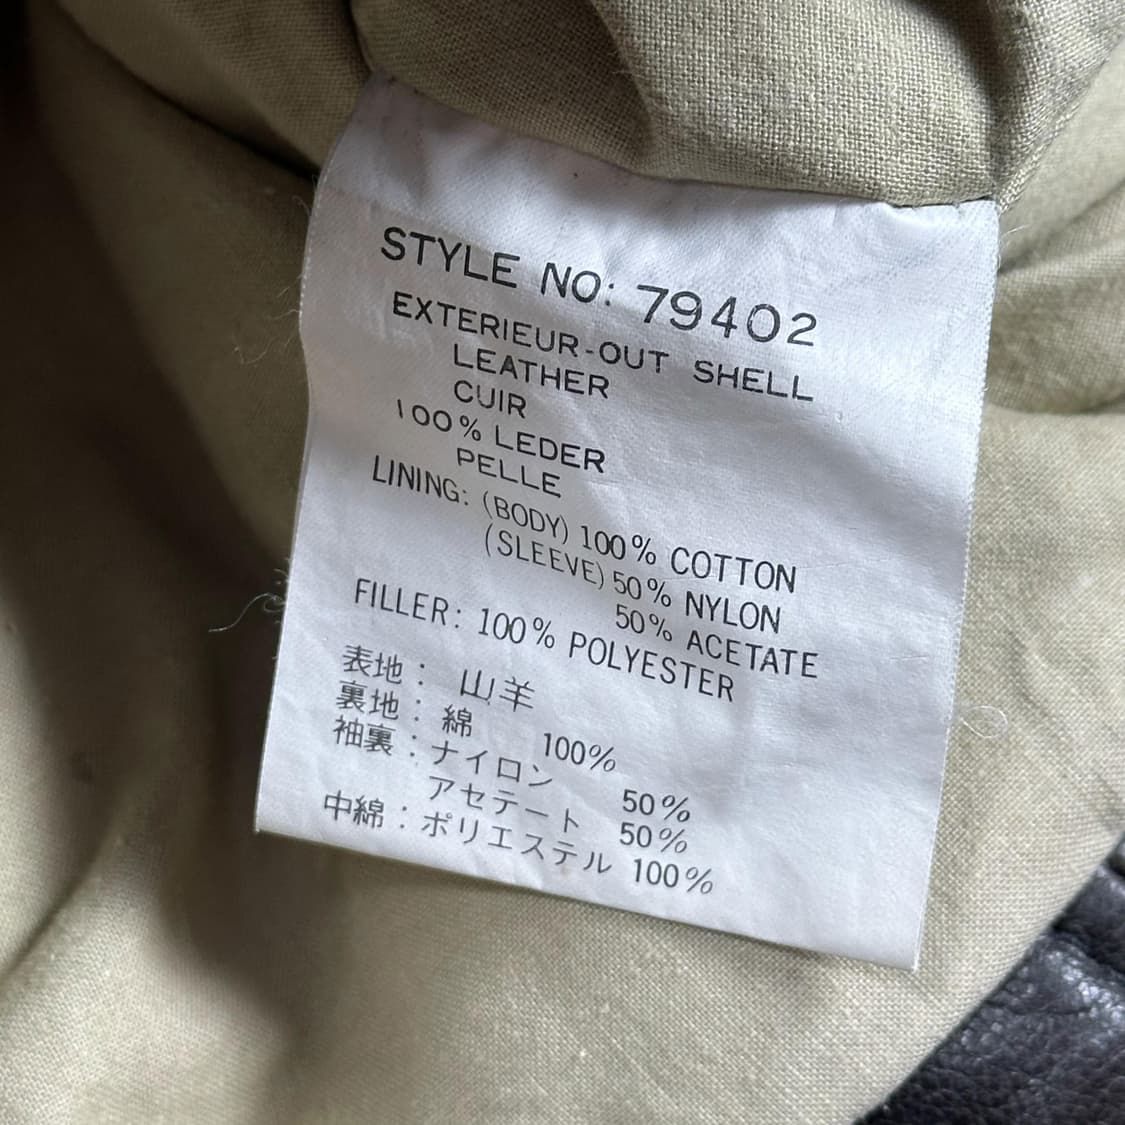 STYLE NO: 79402
EXTERIEUR-OUT SHELL
LEATHER
CUIR
100% LEDER
PELLE
LINING: (BODY) 100% COTTON
(SLEEVE) 50% NYLON
50% ACETATE
FILLER: 100% POLYESTER
表地: 山羊
裏地: 綿 100%
袖裏: ナイロン 50%
アセテート 50%
中綿: ポリエステル 100%